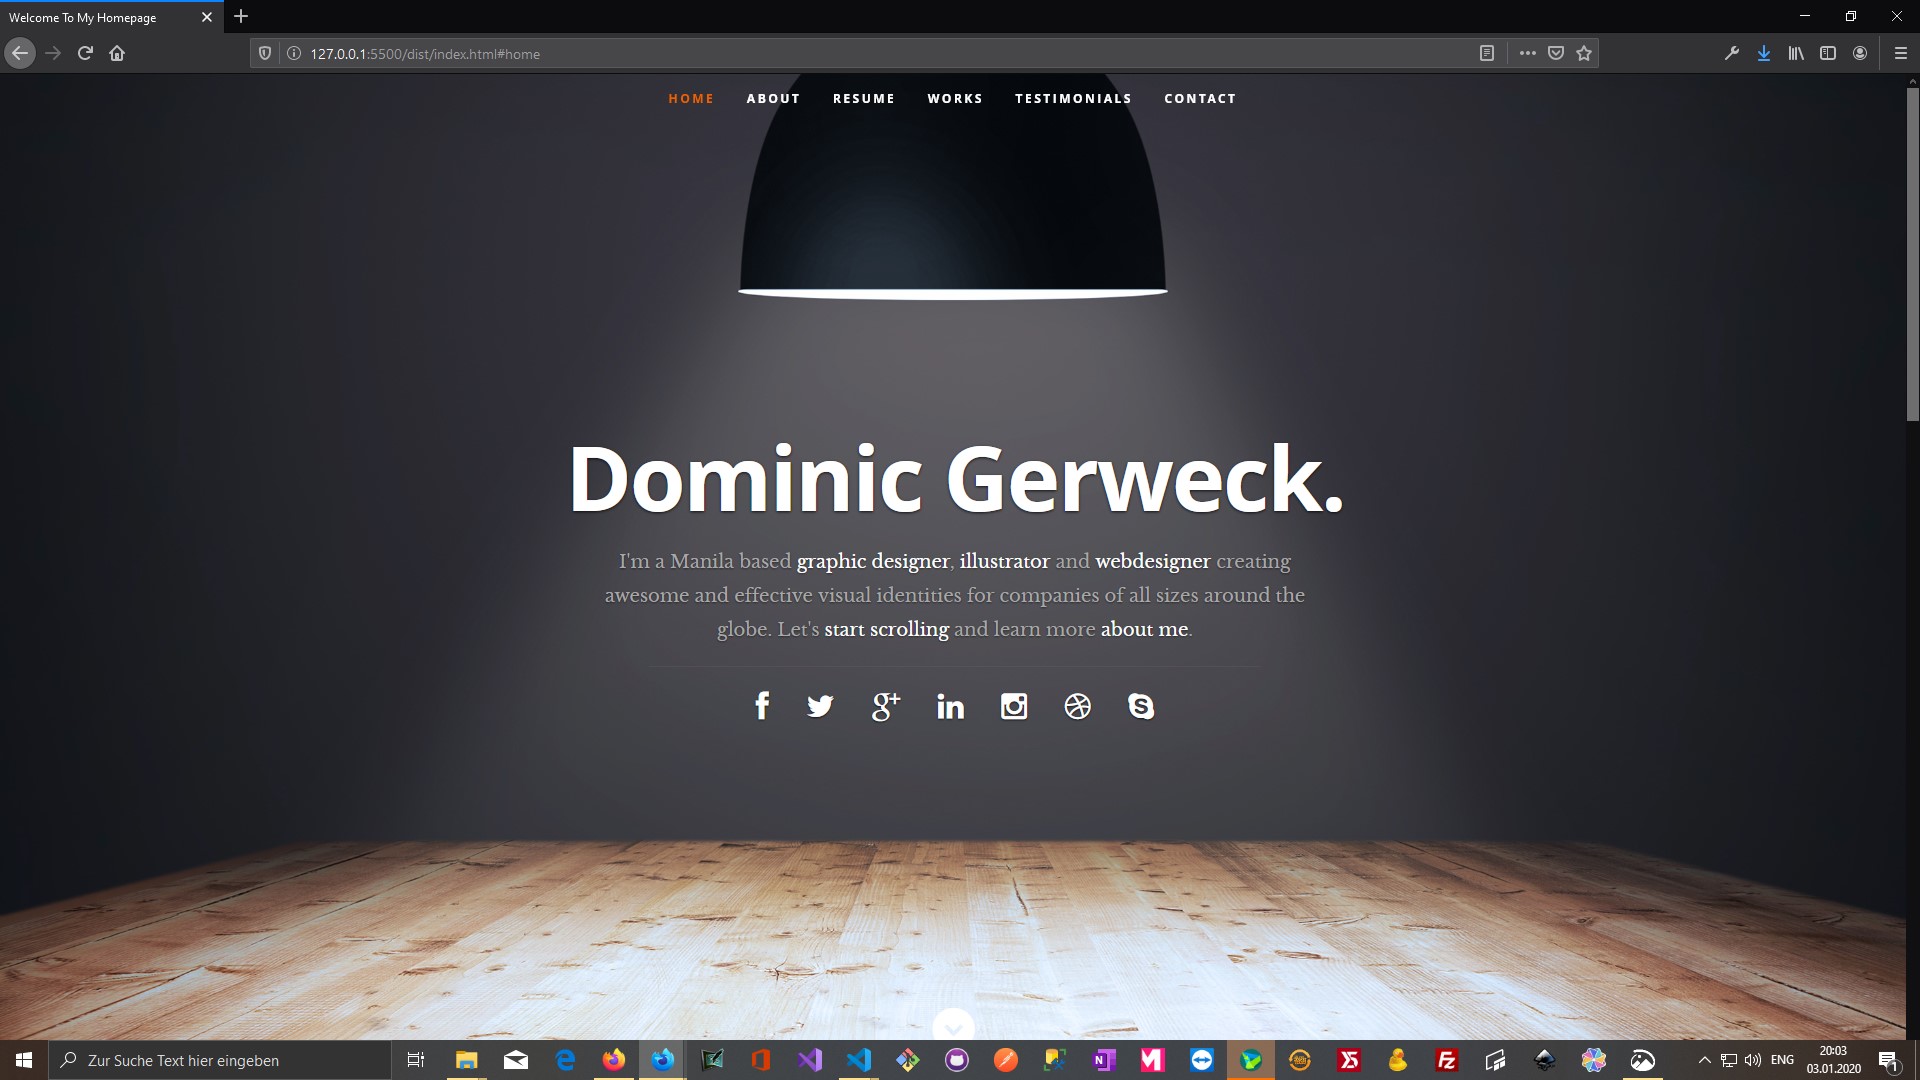 Welcome To My Homepage
127.0.0.1:5500/dist/index.html#home
HOME ABOUT RESUME WORKS TESTIMONIALS CONTACT
Dominic Gerweck.
I'm a Manila based graphic designer, illustrator and webdesigner creating
awesome and effective visual identities for companies of all sizes around the
globe. Let's start scrolling and learn more about me.
Zur Suche Text hier eingeben
ENG
20:03
03.01.2020
1